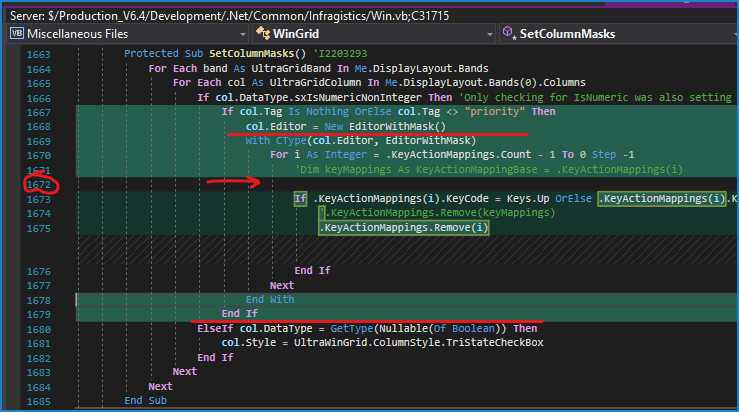 Server: $/Production_V6.4/Development/.Net/Common/Infragistics/Win.vb;C31715
VB Miscellaneous Files WinGrid SetColumnMasks
1663 Protected Sub SetColumnMasks() 'I2203293
1664 For Each band As UltraGridBand In Me.DisplayLayout.Bands
1665 For Each col As UltraGridColumn In Me.DisplayLayout.Bands(0).Columns
1666 If col.DataType.sxIsNumericNonInteger Then 'Only checking for IsNumeric was also setting
1667 If col.Tag Is Nothing OrElse col.Tag <> "priority" Then
1668 col.Editor = New EditorWithMask()
1669 With CType(col.Editor, EditorWithMask)
1670 For i As Integer = .KeyActionMappings.Count - 1 To 0 Step -1
1671 'Dim keyMappings As KeyActionMappingBase = .KeyActionMappings(i)
1672
1673 If .KeyActionMappings(i).KeyCode = Keys.Up OrElse .KeyActionMappings(i).K
1674 '.KeyActionMappings.Remove(keyMappings)
1675 .KeyActionMappings.Remove(i)
1676 End If
1677 Next
1678 End With
1679 End If
1680 ElseIf col.DataType = GetType(Nullable(Of Boolean)) Then
1681 col.Style = UltraWinGrid.ColumnStyle.TriStateCheckBox
1682 End If
1683 Next
1684 Next
1685 End Sub